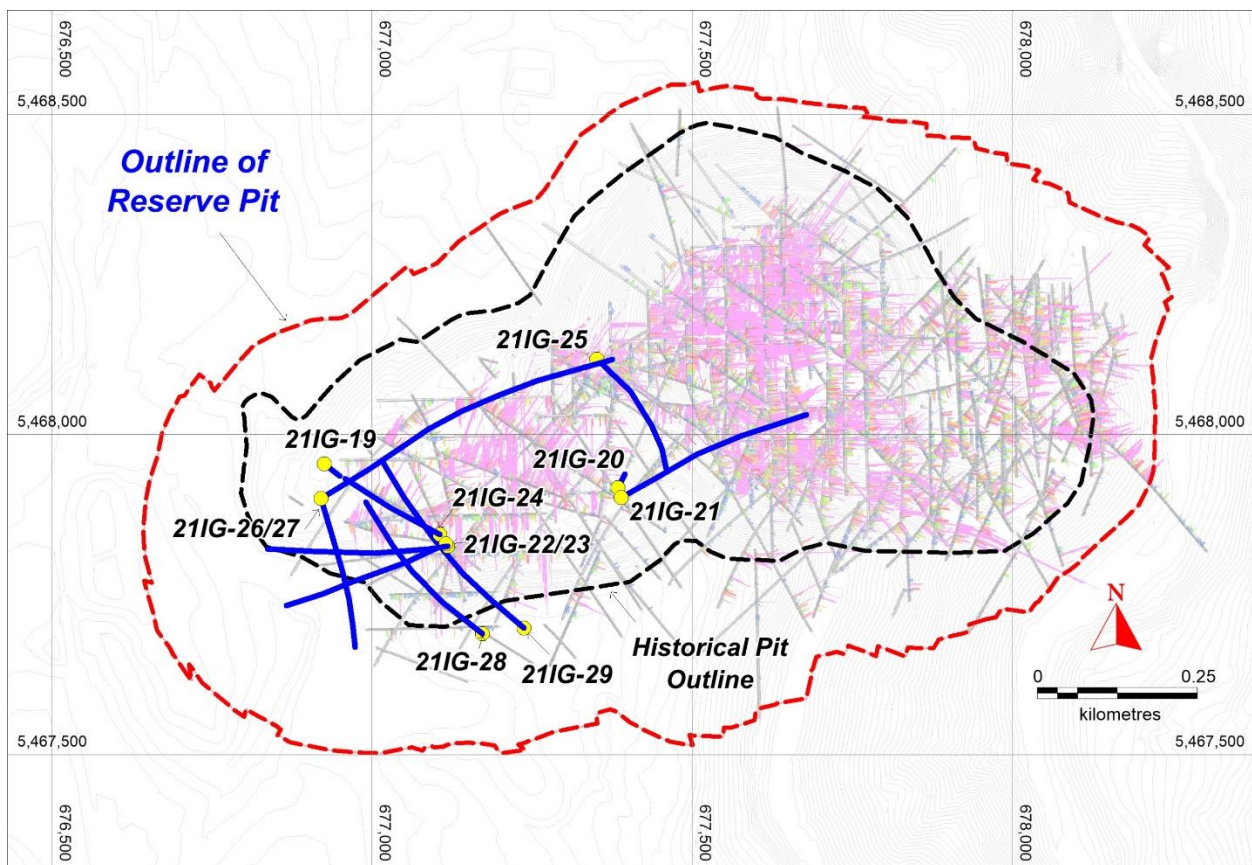 676,500
677,000
677,500
678,000
5,468,500
5,468,500
Outline of
Reserve Pit
21IG-25
5,468,000
5,468,000
21IG-19
21IG-20
21IG-24
21IG-21
21IG-26/27
21IG-22/23
21IG-28
21IG-29
Historical Pit
Outline
N
0
0.25
kilometres
5,467,500
5,467,500
676,500
677,000
677,500
678,000